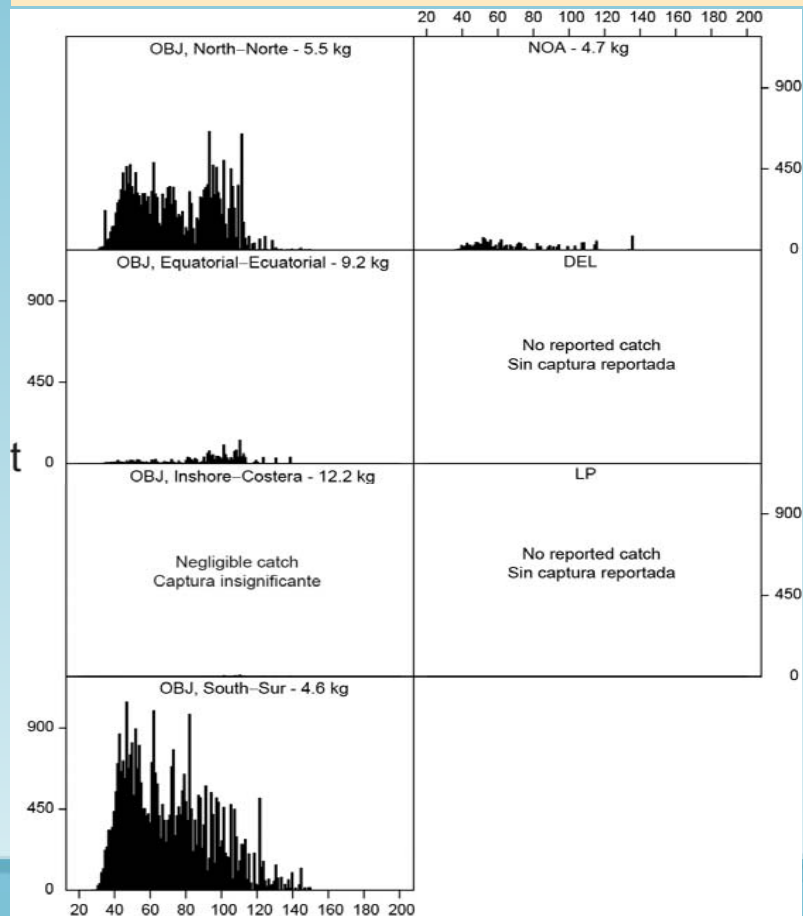 20 40 60 80 100 120 140 160 180 200
OBJ, North–Norte - 5.5 kg
NOA - 4.7 kg
900
450
0
OBJ, Equatorial–Ecuatorial - 9.2 kg
DEL
900
450
0
No reported catch
Sin captura reportada
t
OBJ, Inshore–Costera - 12.2 kg
LP
Negligible catch
Captura insignificante
No reported catch
Sin captura reportada
900
450
0
OBJ, South–Sur - 4.6 kg
900
450
0
20 40 60 80 100 120 140 160 180 200